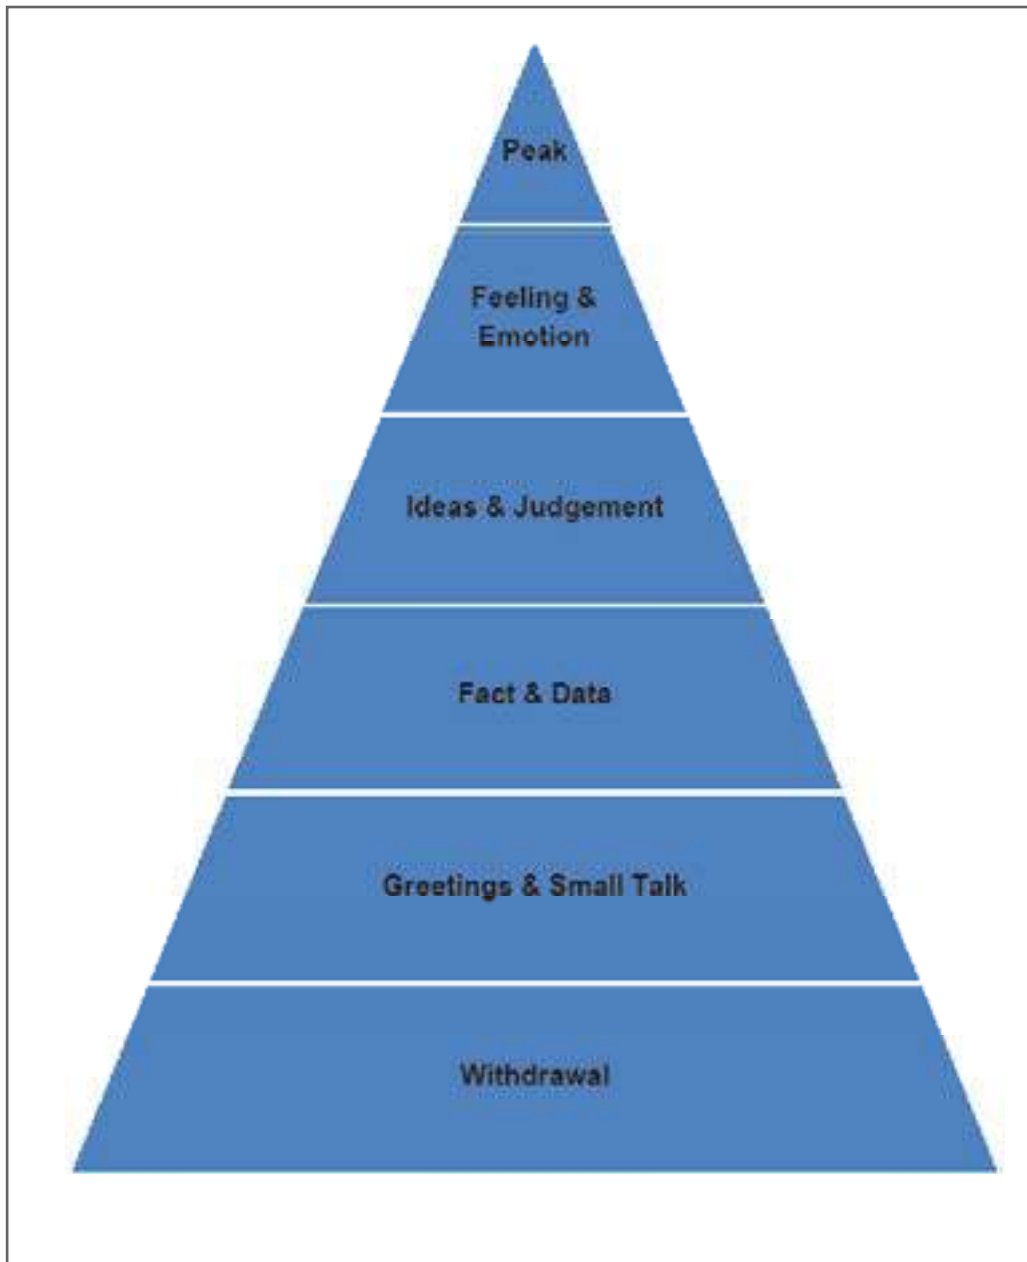 Peak
Feeling &
Emotion
Ideas & Judgement
Fact & Data
Greetings & Small Talk
Withdrawal